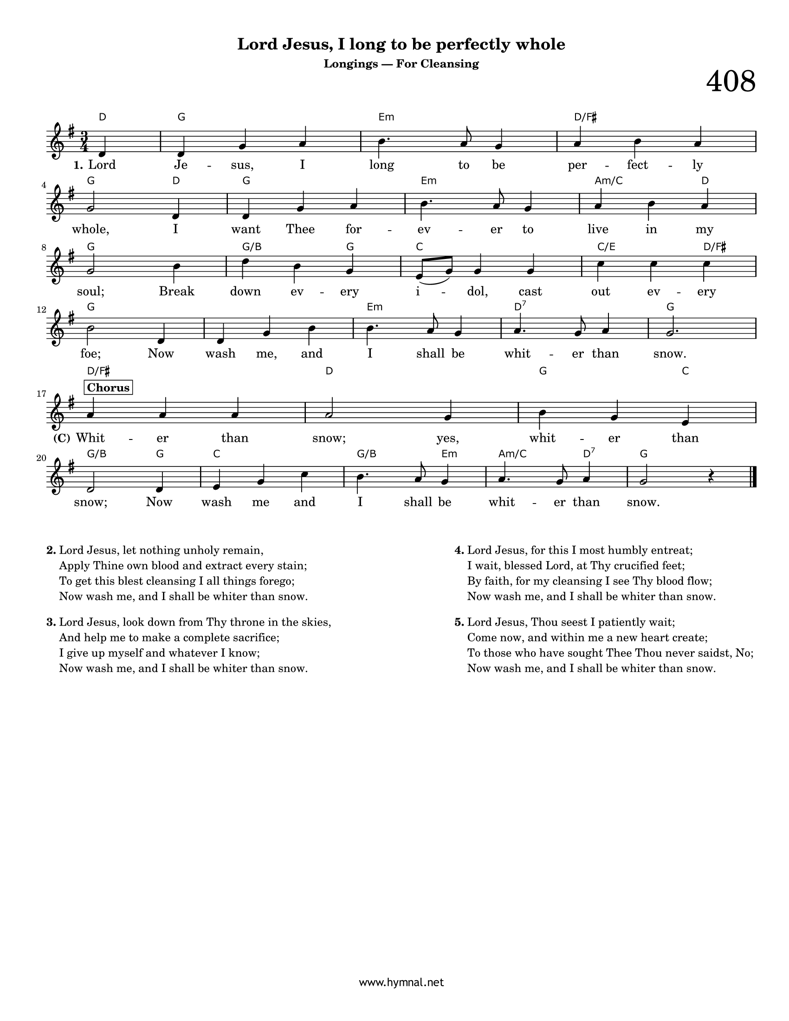 Lord Jesus, I long to be perfectly whole
Longings — For Cleansing
408
D G Em D/F♯
3
4
1. Lord Je - sus, I long to be per - fect - ly
4
G D G Em Am/C D
whole, I want Thee for - ev - er to live in my
8
G G/B G C C/E D/F♯
soul; Break down ev - ery i - dol, cast out ev - ery
12
G Em D7 G
foe; Now wash me, and I shall be whit - er than snow.
D/F♯ D G C
Chorus
17
(C) Whit - er than snow; yes, whit - er than
20
G/B G C G/B Em Am/C D7 G
snow; Now wash me and I shall be whit - er than snow.
2. Lord Jesus, let nothing unholy remain,
Apply Thine own blood and extract every stain;
To get this blest cleansing I all things forego;
Now wash me, and I shall be whiter than snow.
3. Lord Jesus, look down from Thy throne in the skies,
And help me to make a complete sacrifice;
I give up myself and whatever I know;
Now wash me, and I shall be whiter than snow.
4. Lord Jesus, for this I most humbly entreat;
I wait, blessed Lord, at Thy crucified feet;
By faith, for my cleansing I see Thy blood flow;
Now wash me, and I shall be whiter than snow.
5. Lord Jesus, Thou seest I patiently wait;
Come now, and within me a new heart create;
To those who have sought Thee Thou never saidst, No;
Now wash me, and I shall be whiter than snow.
www.hymnal.net